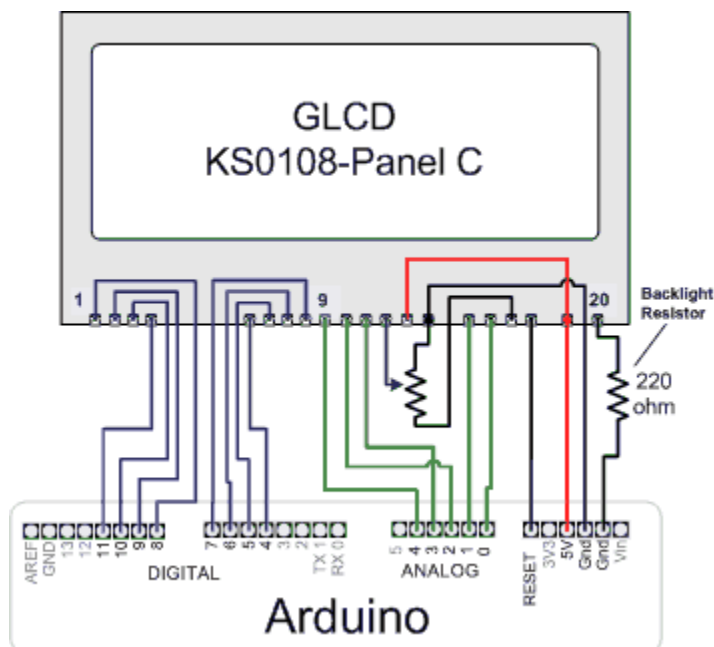 GLCD
KS0108-Panel C
1
9
20
Backlight
Resistor
220
ohm
AREF
GND
13
12
11
10
9
8
7
6
5
4
3
2
TX 1
RX 0
5
4
3
2
1
0
RESET
3V3
5V
Gnd
Gnd
Vin
DIGITAL
ANALOG
Arduino